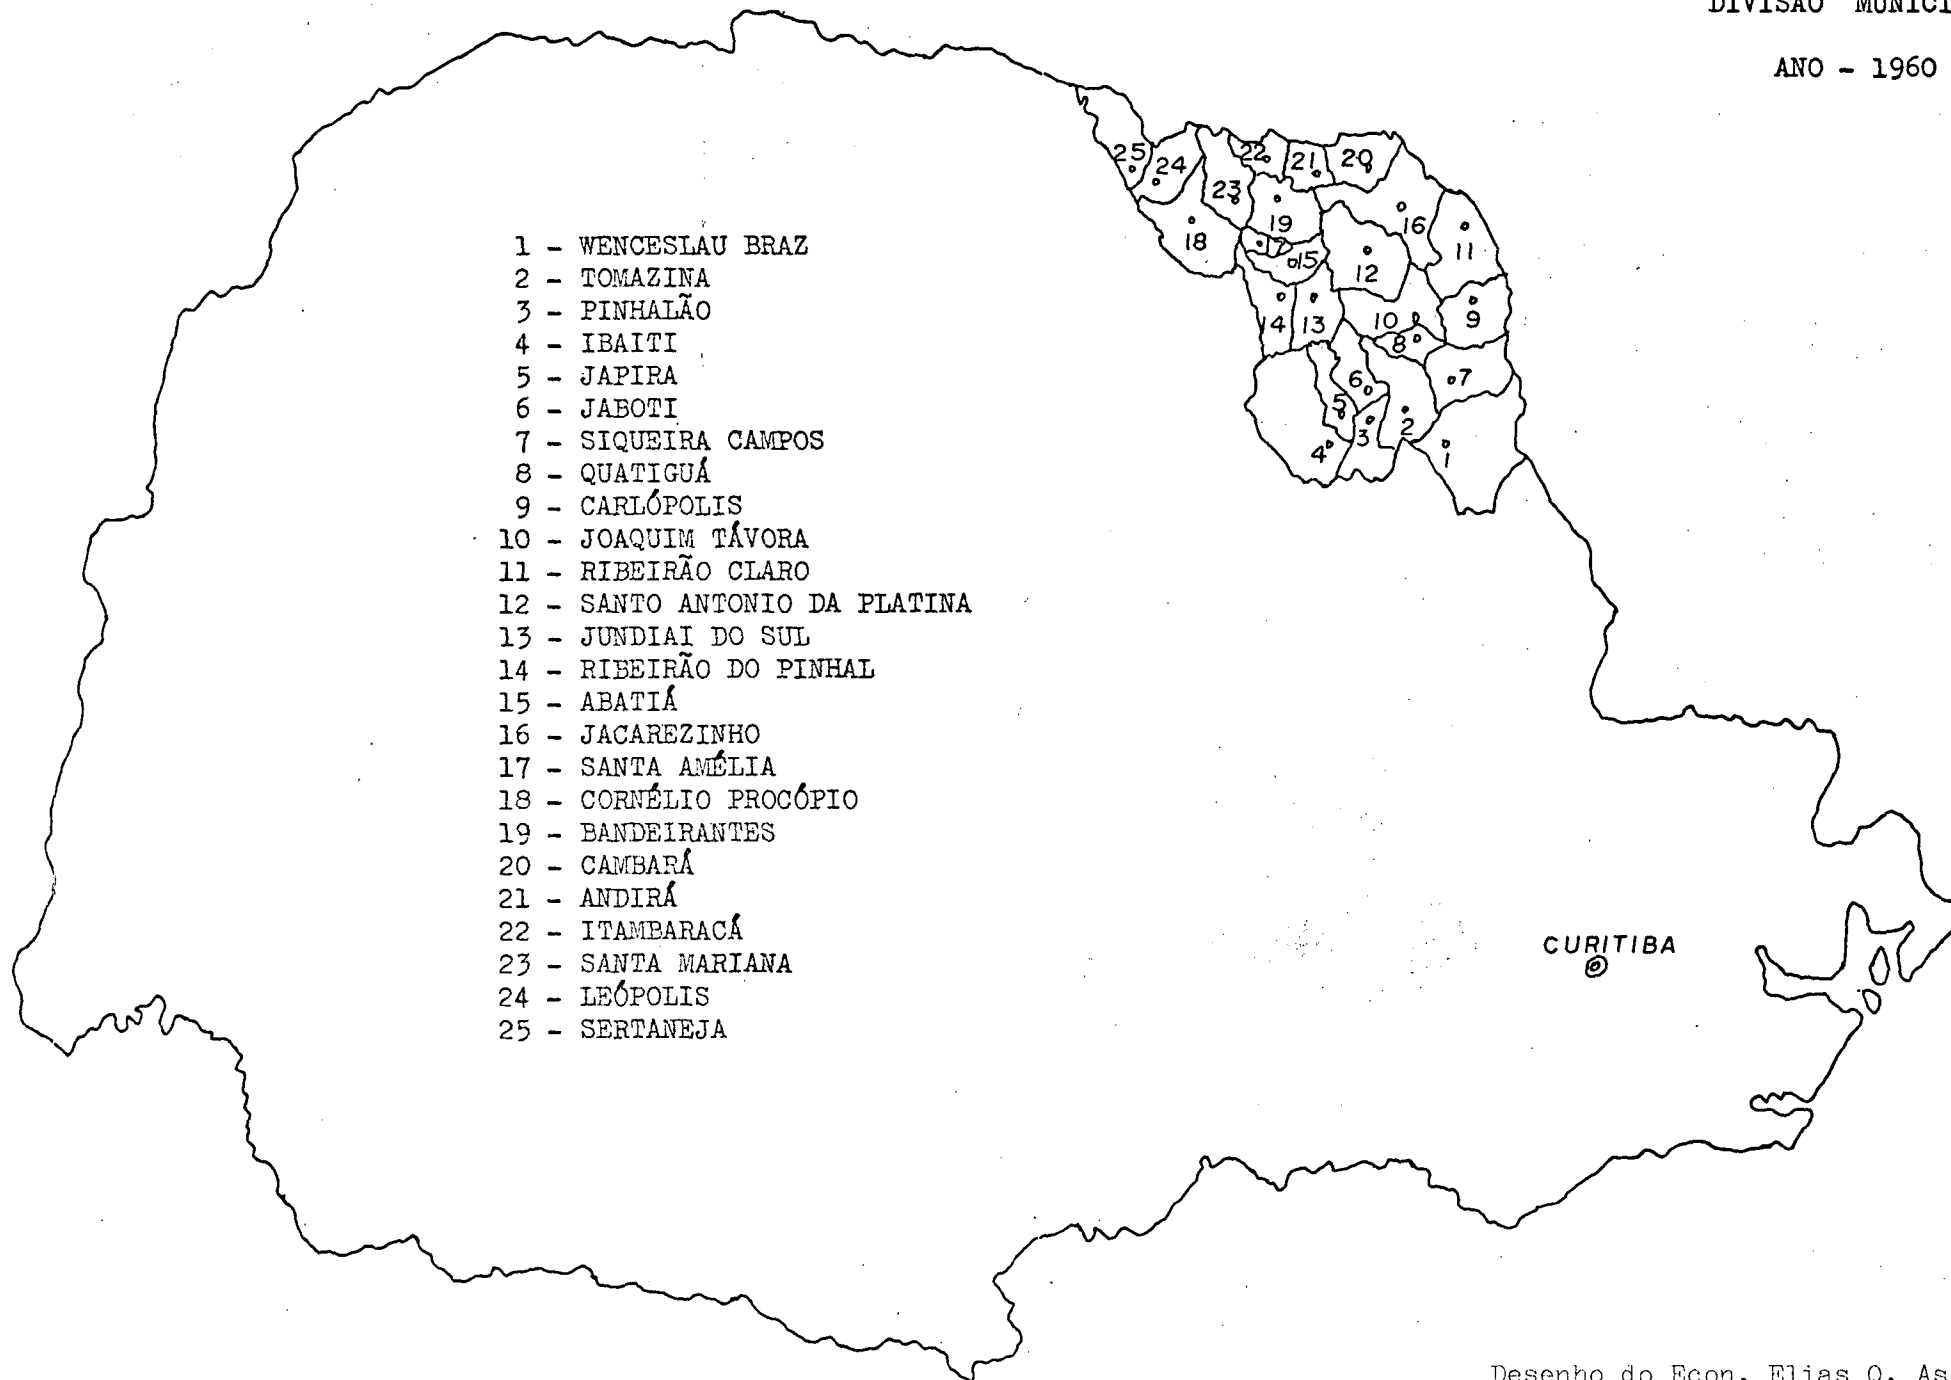 DIVISÃO MUNICI
ANO - 1960
1 - WENCESLAU BRAZ
2 - TOMAZINA
3 - PINHALÃO
4 - IBAITI
5 - JAPIRA
6 - JABOTI
7 - SIQUEIRA CAMPOS
8 - QUATIGUÁ
9 - CARLÓPOLIS
10 - JOAQUIM TÁVORA
11 - RIBEIRÃO CLARO
12 - SANTO ANTONIO DA PLATINA
13 - JUNDIAI DO SUL
14 - RIBEIRÃO DO PINHAL
15 - ABATIÁ
16 - JACAREZINHO
17 - SANTA AMÉLIA
18 - CORNÉLIO PROCÓPIO
19 - BANDEIRANTES
20 - CAMBARÁ
21 - ANDIRÁ
22 - ITAMBARACÁ
23 - SANTA MARIANA
24 - LEÓPOLIS
25 - SERTANEJA
25
24
22
21
20
23
19
18
17
15
16
11
12
14
13
10
9
8
7
6
5
4
3
2
1
CURITIBA
Desenho do Econ. Elias O. As